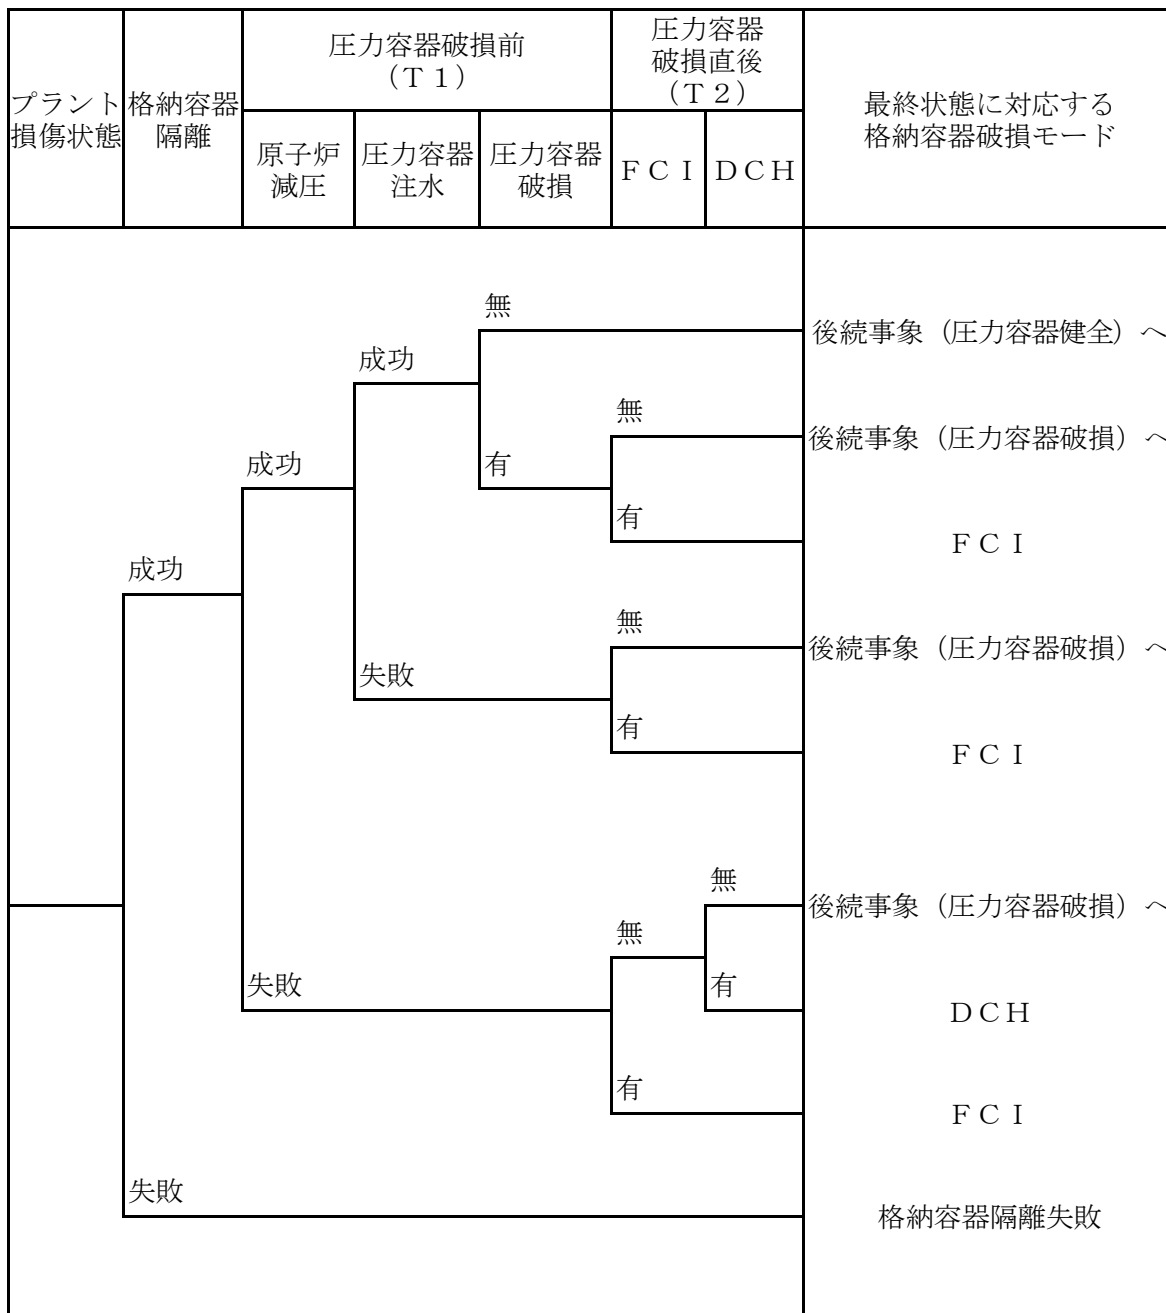 プラント
損傷状態
格納容器
隔離
圧力容器破損前
（Ｔ１）
圧力容器
破損直後
（Ｔ２）
最終状態に対応する
格納容器破損モード
原子炉
減圧
圧力容器
注水
圧力容器
破損
ＦＣＩ
ＤＣＨ
無
後続事象（圧力容器健全）へ
成功
無
後続事象（圧力容器破損）へ
成功
有
有
ＦＣＩ
成功
無
後続事象（圧力容器破損）へ
失敗
有
ＦＣＩ
無
後続事象（圧力容器破損）へ
無
失敗
有
ＤＣＨ
有
ＦＣＩ
失敗
格納容器隔離失敗